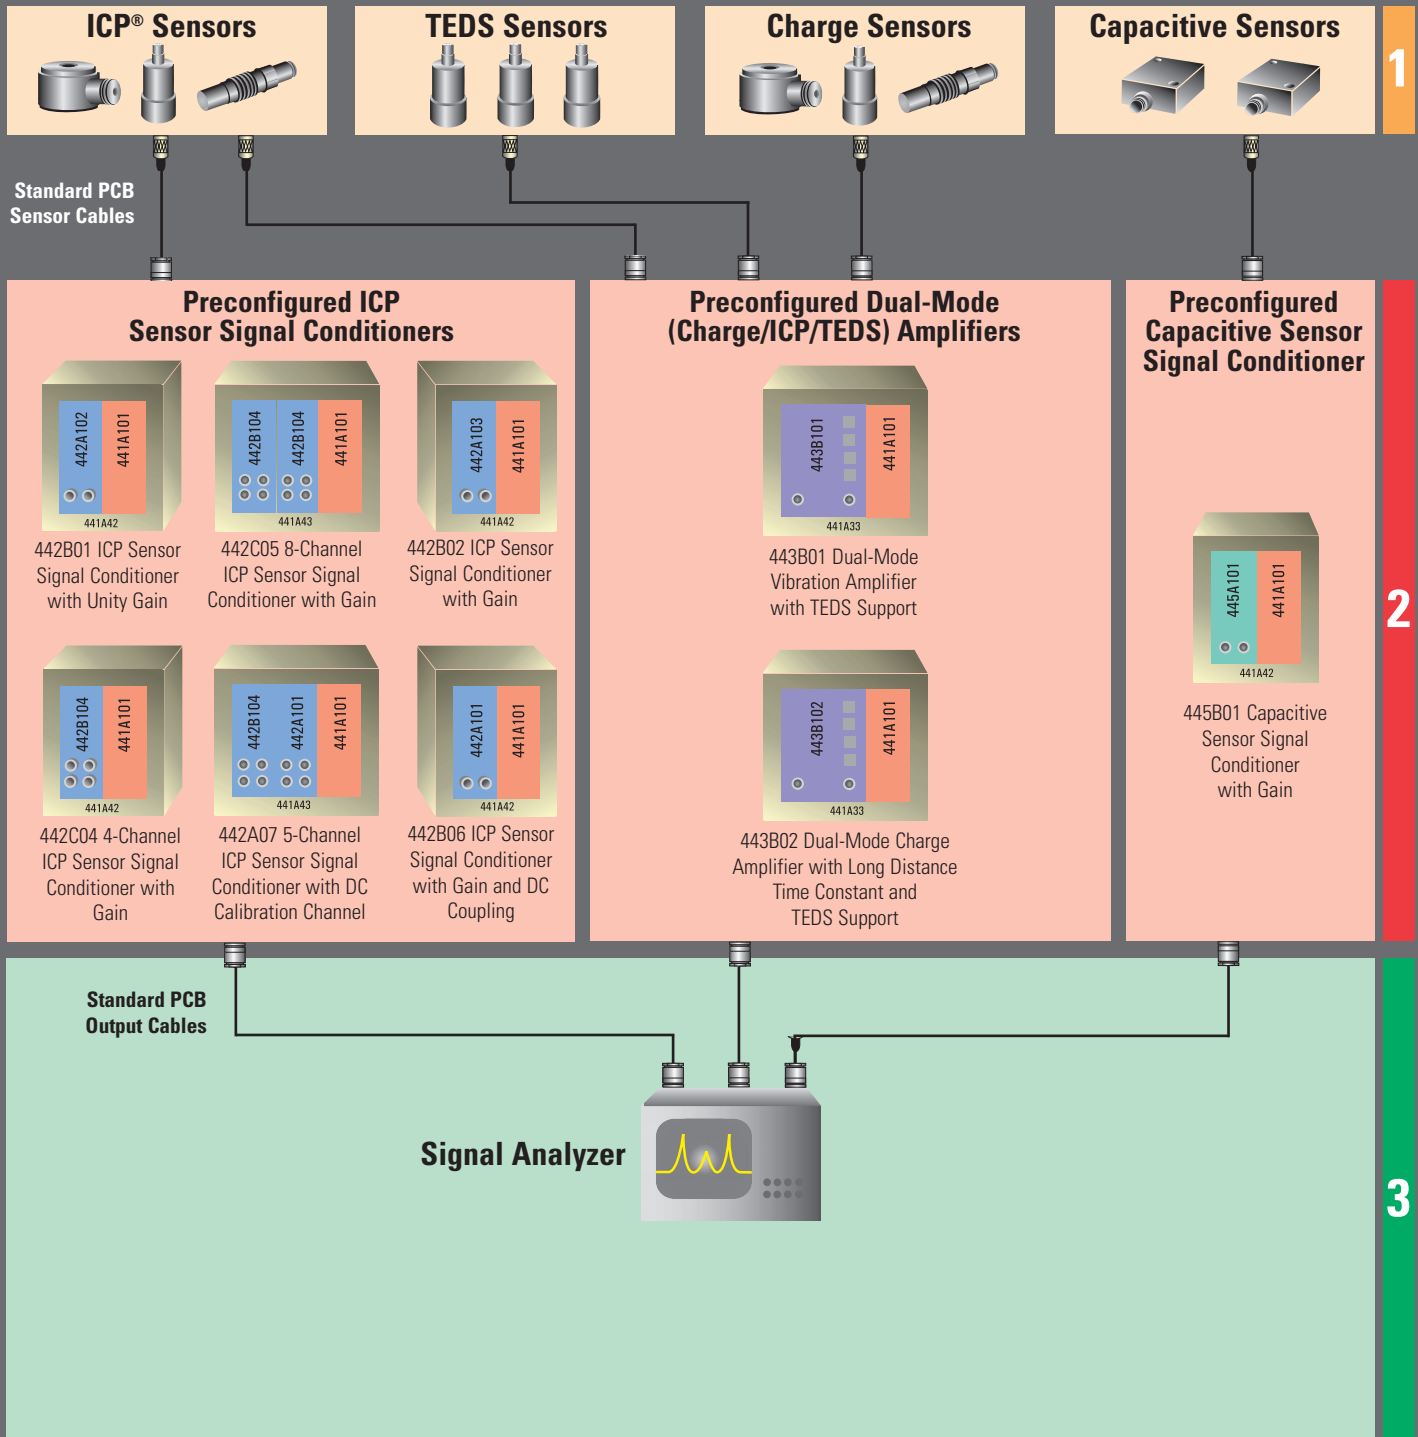 ICP® Sensors
TEDS Sensors
Charge Sensors
Capacitive Sensors
1
Standard PCB
Sensor Cables
Preconfigured ICP
Sensor Signal Conditioners
442A102
441A101
441A42
442B01 ICP Sensor
Signal Conditioner
with Unity Gain
442B104
442B104
441A101
441A43
442C05 8-Channel
ICP Sensor Signal
Conditioner with Gain
442A103
441A101
441A42
442B02 ICP Sensor
Signal Conditioner
with Gain
442B104
441A101
441A42
442C04 4-Channel
ICP Sensor Signal
Conditioner with
Gain
442B104
442A101
441A101
441A43
442A07 5-Channel
ICP Sensor Signal
Conditioner with DC
Calibration Channel
442A101
441A101
441A42
442B06 ICP Sensor
Signal Conditioner
with Gain and DC
Coupling
Preconfigured Dual-Mode
(Charge/ICP/TEDS) Amplifiers
443B101
441A101
441A33
443B01 Dual-Mode
Vibration Amplifier
with TEDS Support
443B102
441A101
441A33
443B02 Dual-Mode Charge
Amplifier with Long Distance
Time Constant and
TEDS Support
Preconfigured
Capacitive Sensor
Signal Conditioner
445A101
441A101
441A42
445B01 Capacitive
Sensor Signal
Conditioner
with Gain
2
Standard PCB
Output Cables
Signal Analyzer
3